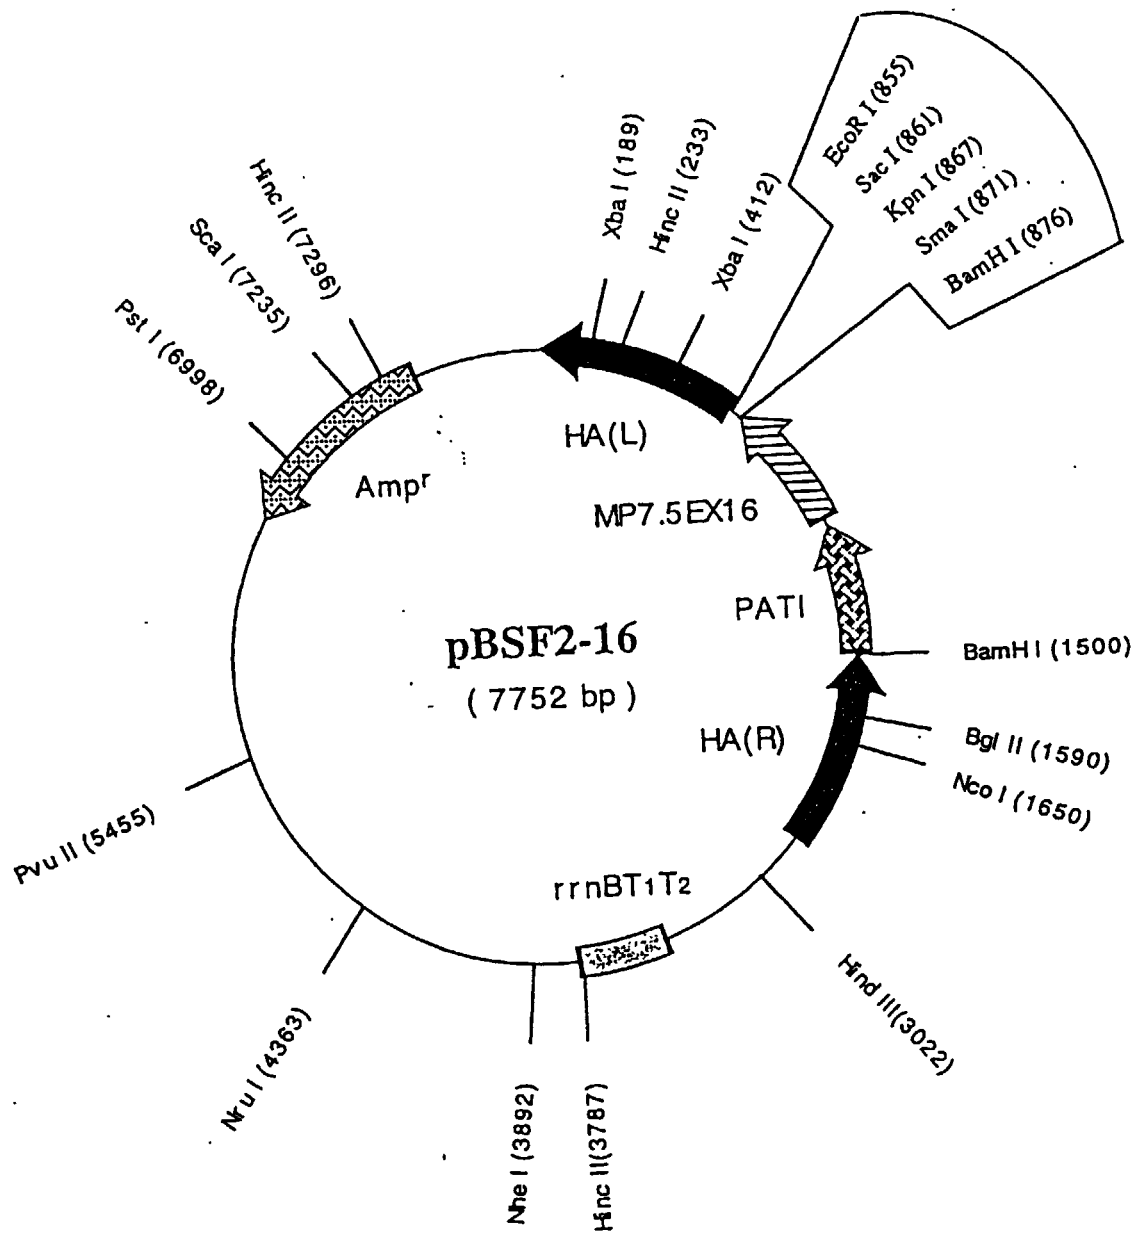 EcoR I (855)
Sac I (861)
Kpn I (867)
Sma I (871)
BamH I (876)
Xba I (189)
Hinc II (233)
Xba I (412)
Hinc II (7296)
Sca I (7235)
Pst I (6998)
HA(L)
Ampr
MP7.5EX16
PATI
pBSF2-16
( 7752 bp )
BamH I (1500)
HA(R)
Bgl II (1590)
Nco I (1650)
Pvu II (5455)
rrnBT1T2
Hind III(3022)
Nru I (4363)
Nhe I (3892)
Hinc II(3787)